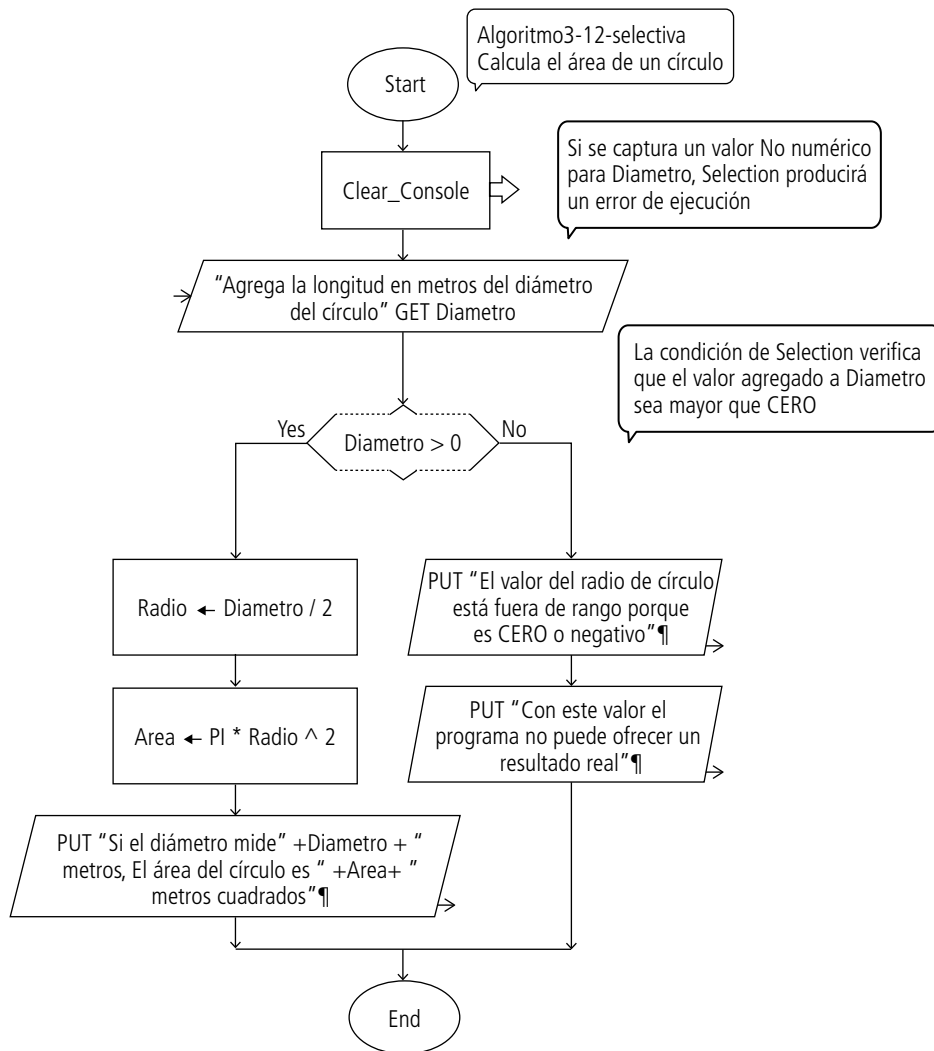 Algoritmo3-12-selectiva
Calcula el área de un círculo
Start
Si se captura un valor No numérico
para Diametro, Selection producirá
un error de ejecución
Clear_Console
“Agrega la longitud en metros del diámetro
del círculo” GET Diametro
La condición de Selection verifica
que el valor agregado a Diametro
sea mayor que CERO
Yes
Diametro > 0
No
Radio ← Diametro / 2
Area ← PI * Radio ^ 2
PUT “Si el diámetro mide” +Diametro + “
metros, El área del círculo es “ +Area+ ”
metros cuadrados”¶
PUT “El valor del radio de círculo
está fuera de rango porque
es CERO o negativo”¶
PUT “Con este valor el
programa no puede ofrecer un
resultado real”¶
End